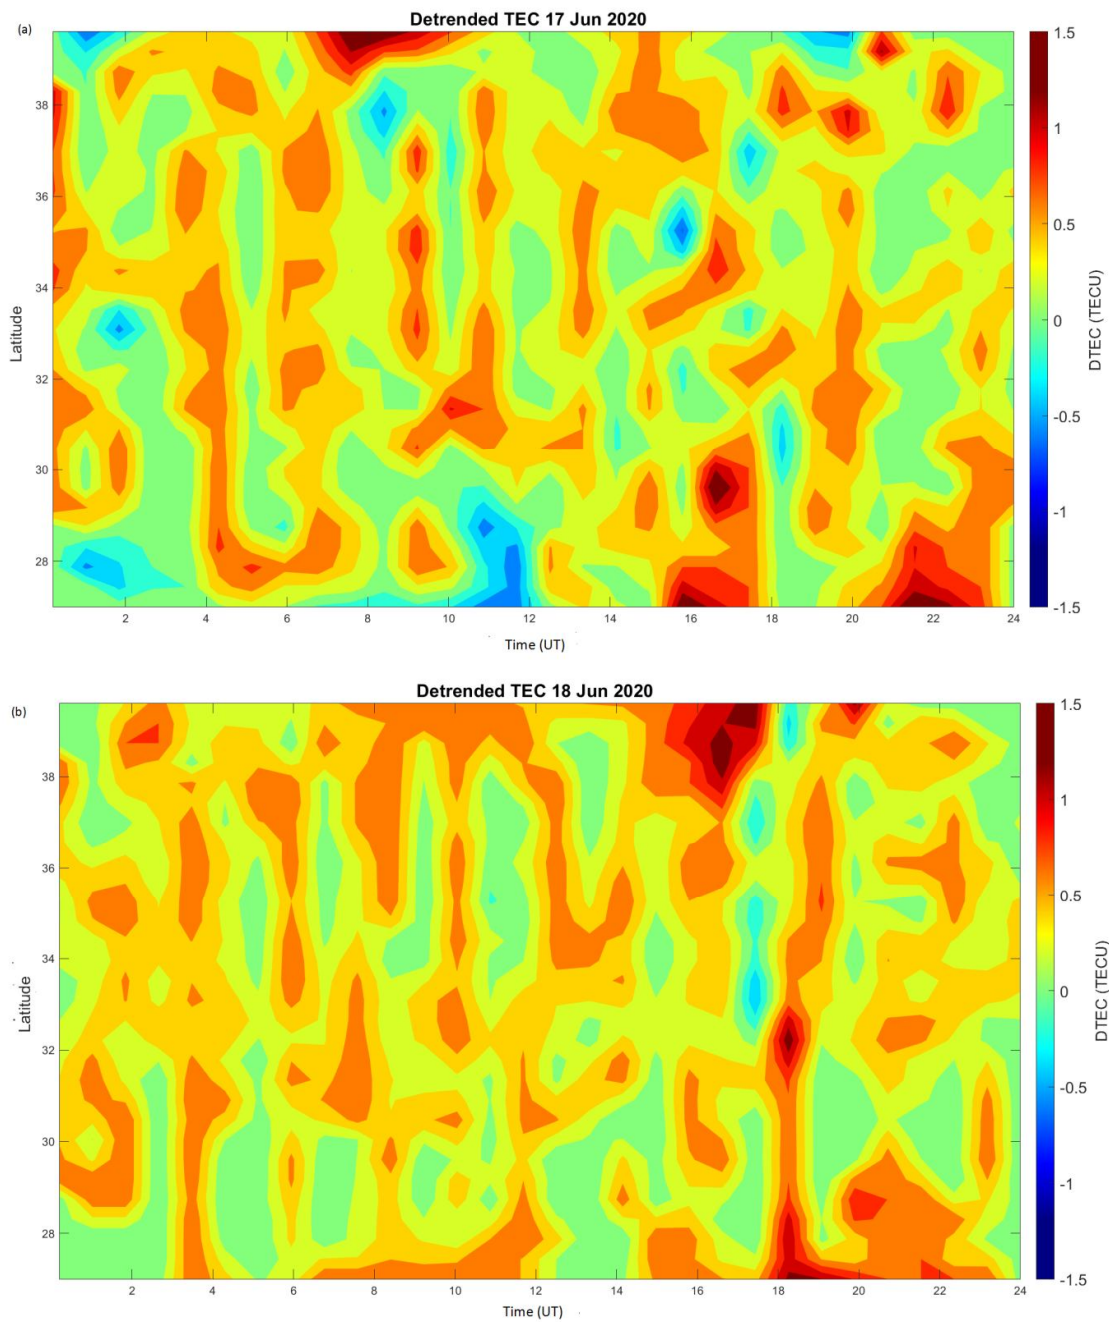 (a)
Detrended TEC 17 Jun 2020
38
36
34
32
30
28
Latitude
2 4 6 8 10 12 14 16 18 20 22 24
Time (UT)
1.5
1
0.5
0
-0.5
-1
-1.5
DTEC (TECU)
(b)
Detrended TEC 18 Jun 2020
38
36
34
32
30
28
Latitude
2 4 6 8 10 12 14 16 18 20 22 24
Time (UT)
1.5
1
0.5
0
-0.5
-1
-1.5
DTEC (TECU)